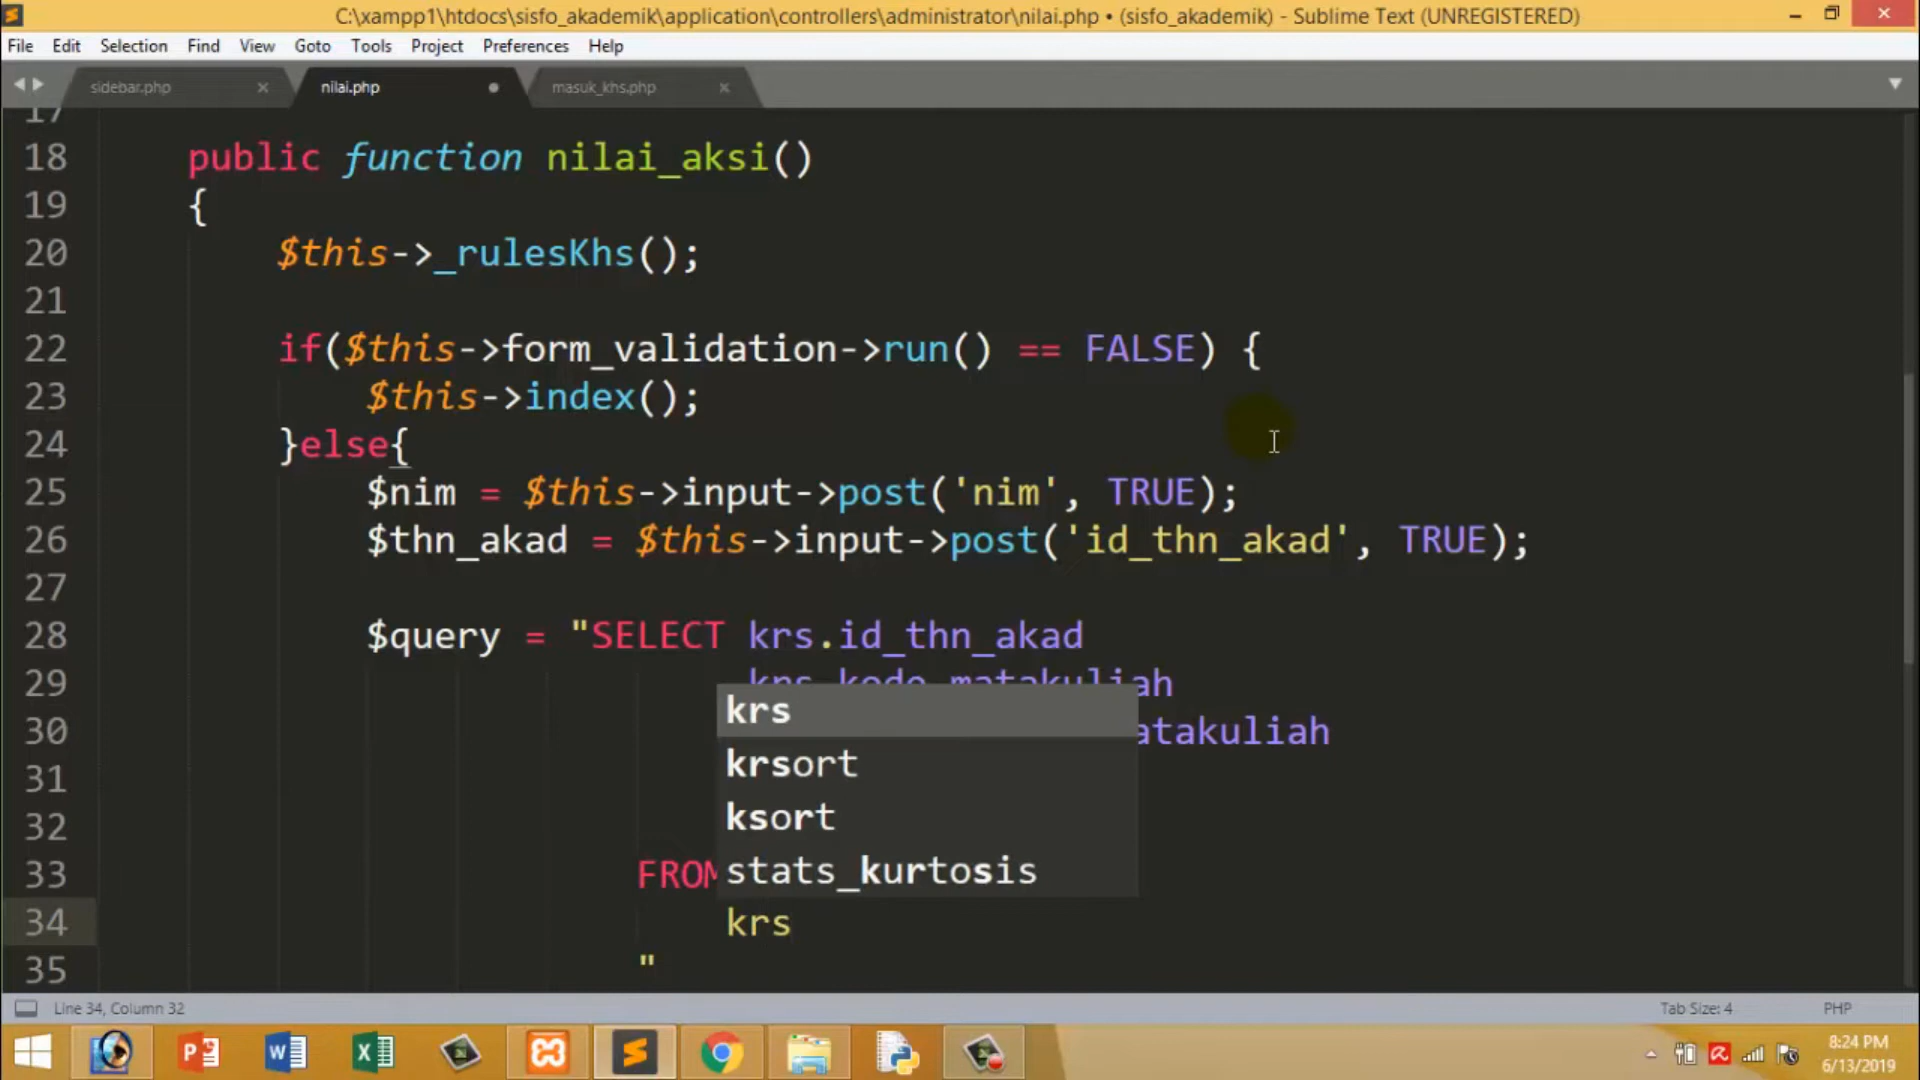 C:\xampp1\htdocs\sisfo_akademik\application\controllers\administrator\nilai.php • (sisfo_akademik) - Sublime Text (UNREGISTERED)
File Edit Selection Find View Goto Tools Project Preferences Help
sidebar.php nilai.php masuk_khs.php
17
18 public function nilai_aksi()
19 {
20 $this->_rulesKhs();
21
22 if($this->form_validation->run() == FALSE) {
23 $this->index();
24 }else{
25 $nim = $this->input->post('nim', TRUE);
26 $thn_akad = $this->input->post('id_thn_akad', TRUE);
27
28 $query = "SELECT krs.id_thn_akad
29 krs.kode_matakuliah
30 atakuliah
31
32
33 FROM
34 krs
35 "
krs
krsort
ksort
stats_kurtosis
Line 34, Column 32 Tab Size: 4 PHP
8:24 PM
6/13/2019